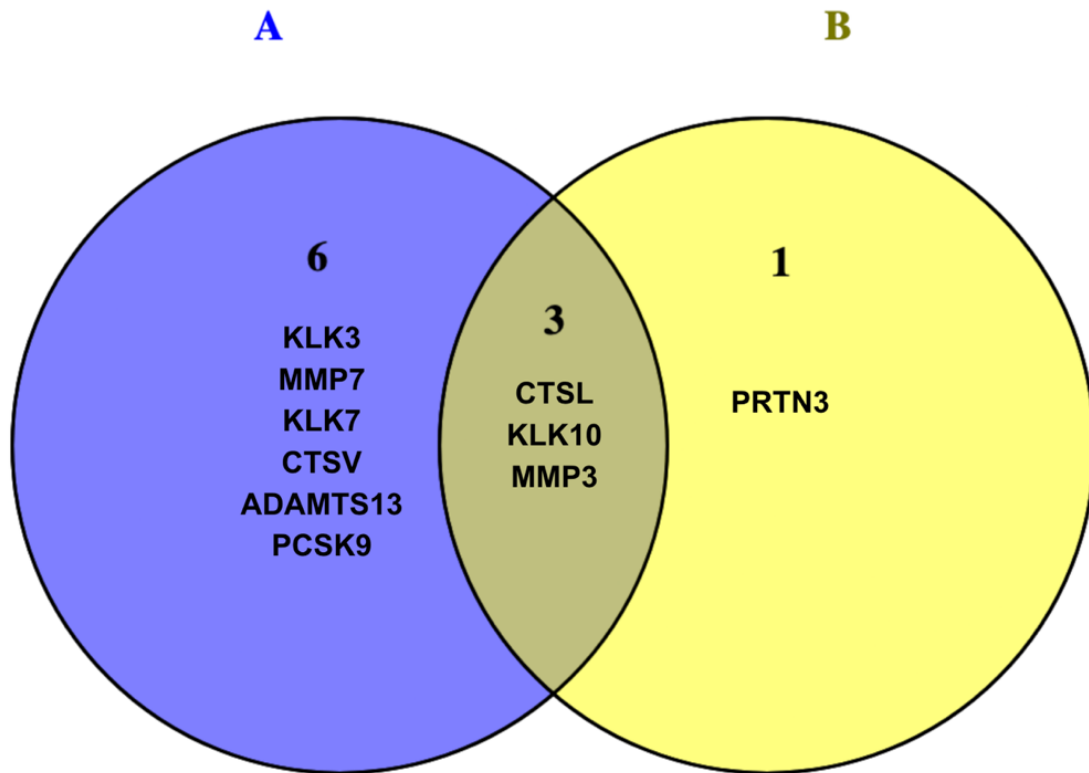 A
B
6
KLK3
MMP7
KLK7
CTSV
ADAMTS13
PCSK9
3
CTSL
KLK10
MMP3
1
PRTN3